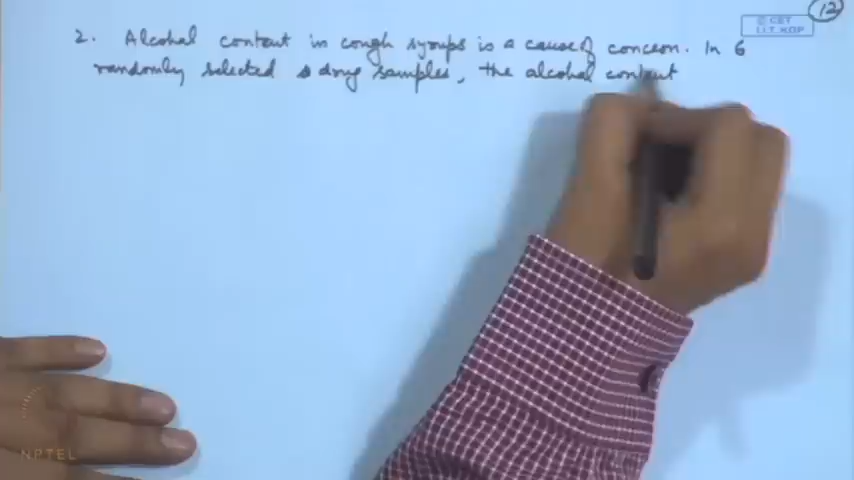 12
© CET
I.I.T. KGP
2. Alcohol content in cough syrups is a cause of concern. In 6
randomly selected drug samples, the alcohol content
NPTEL